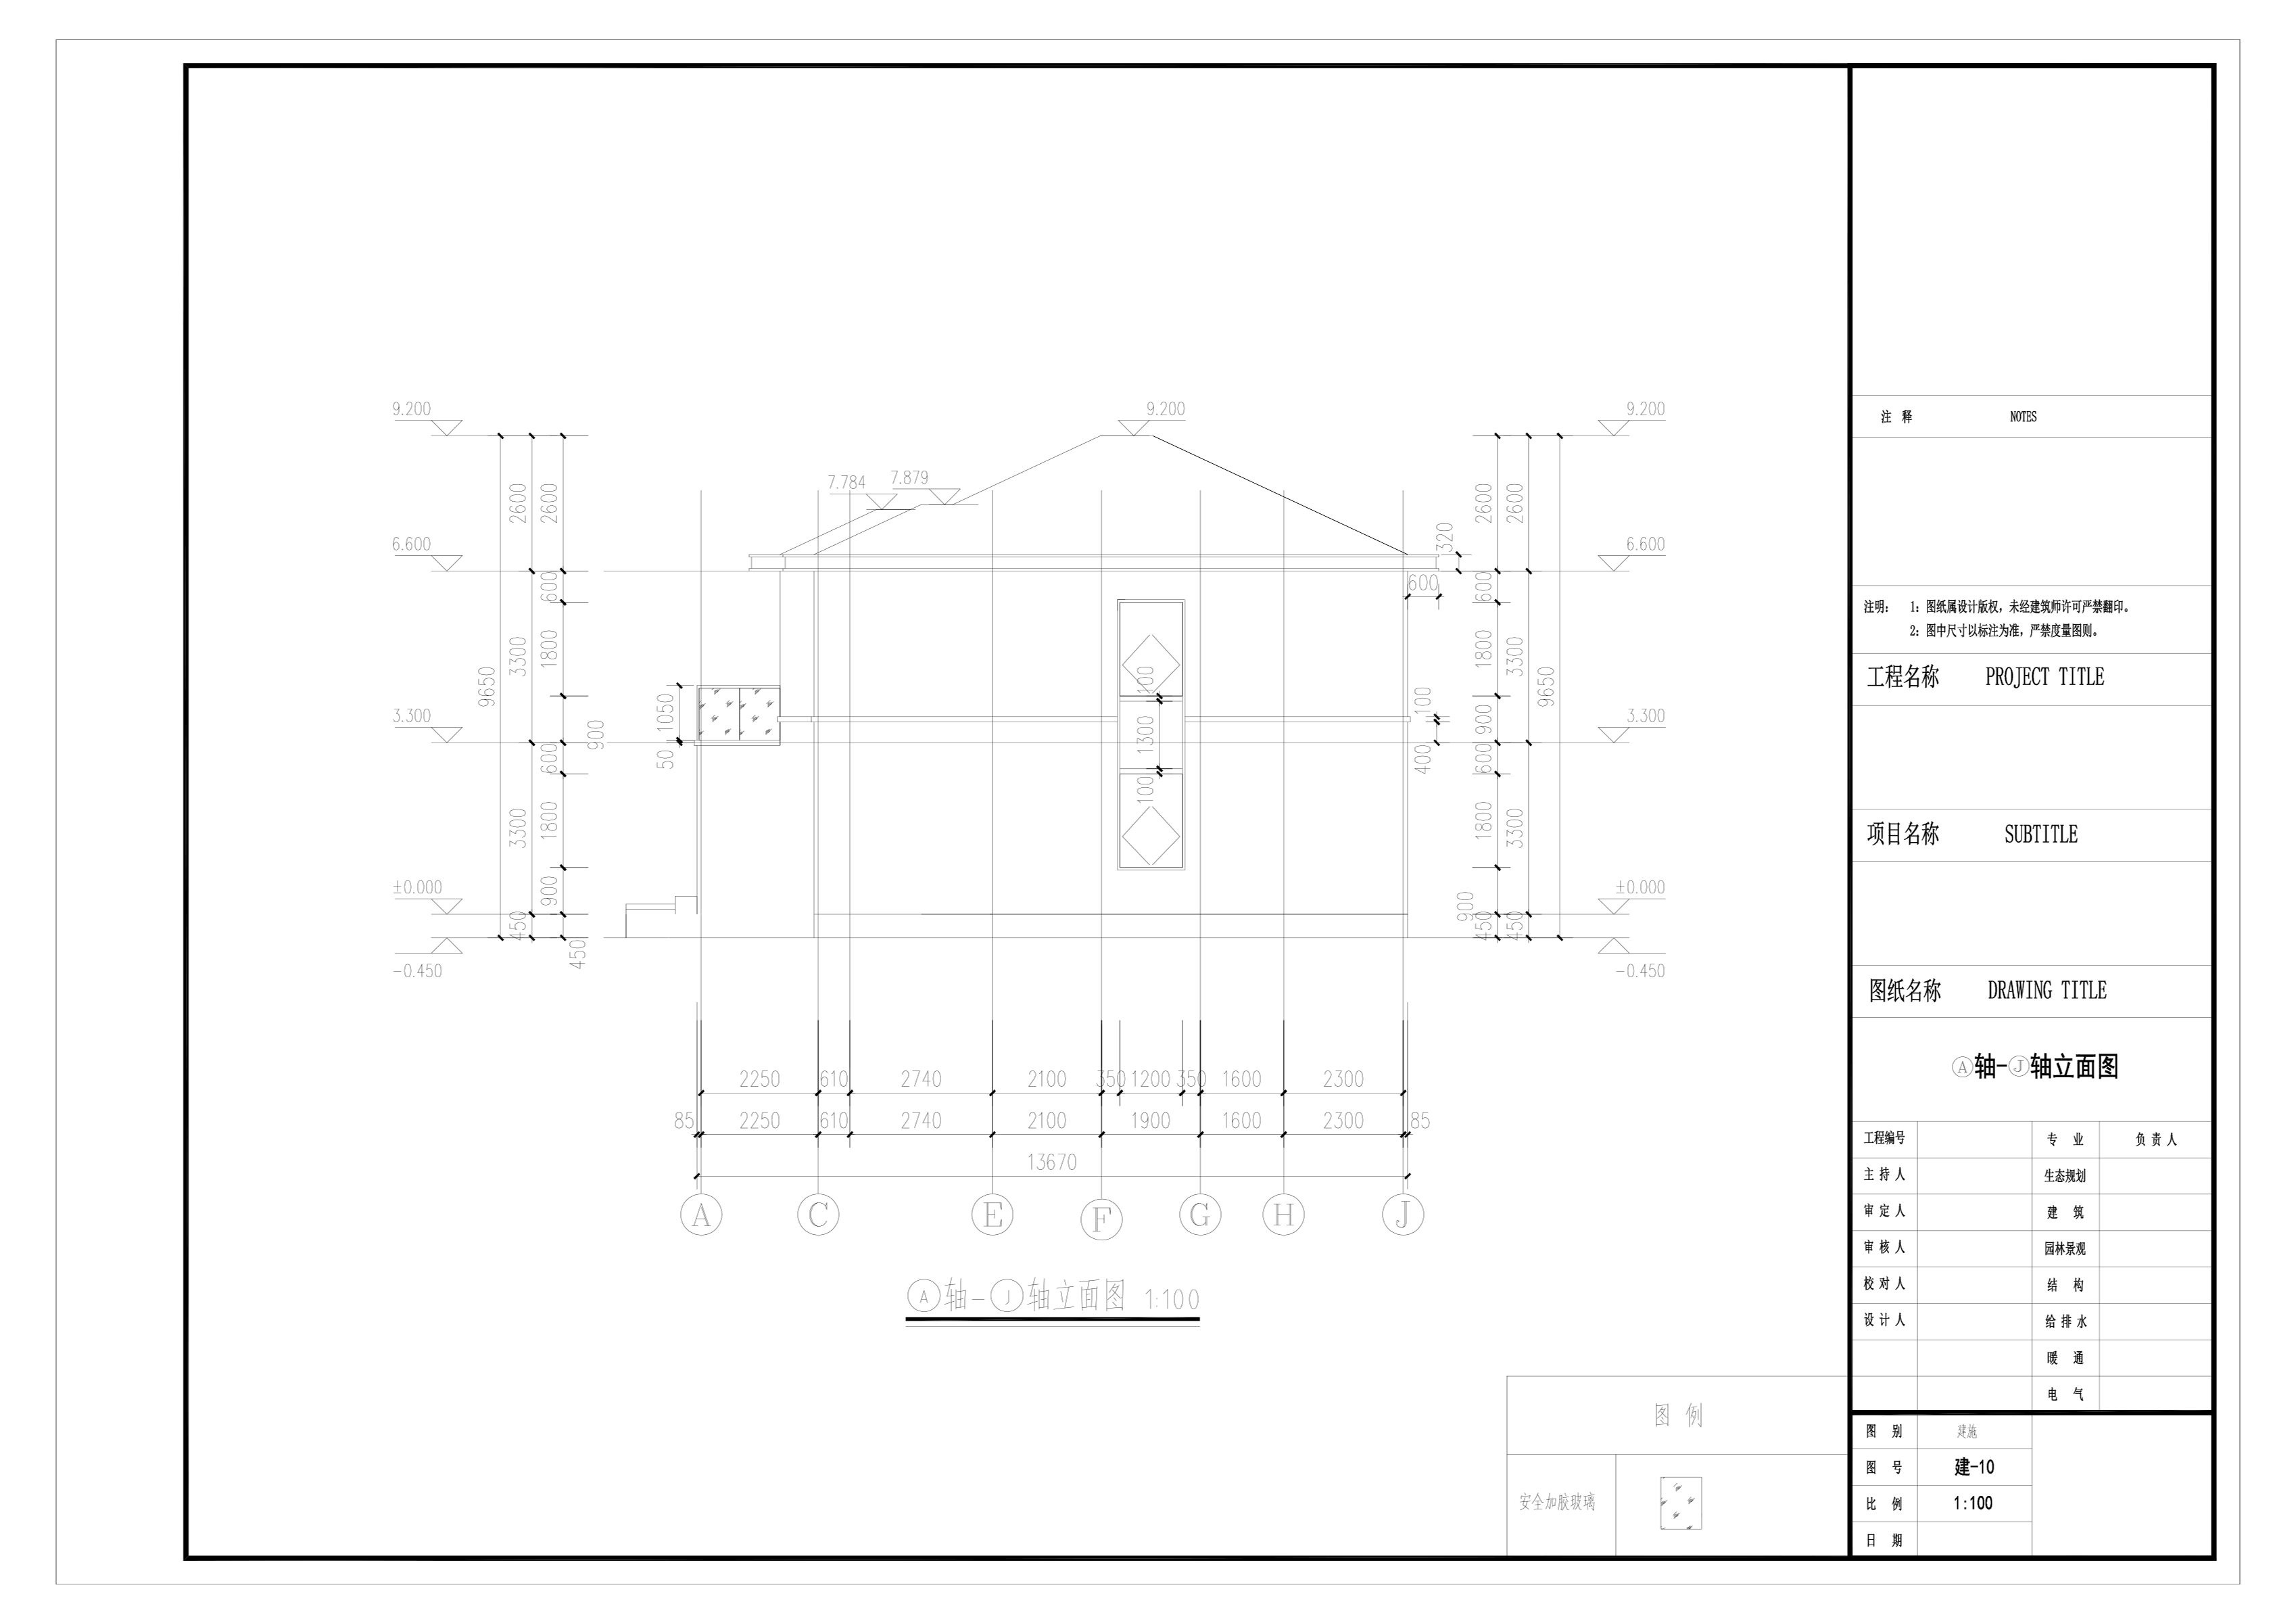 9.200
9.200
9.200
7.784
7.879
2600
2600
2600
2600
6.600
6.600
320
600
600
600
1800
3300
9650
1800
3300
9650
100
1050
100
3.300
3.300
900
1300
900
600
50
400
600
100
3300
1800
1800
3300
±0.000
900
900
±0.000
450
450
450
450
-0.450
-0.450
2250
610
2740
2100
350
1200
350
1600
2300
85
2250
610
2740
2100
1900
1600
2300
85
13670
A
C
E
F
G
H
J
A轴-J轴立面图 1:100
图 例
安全加胶玻璃
注 释 NOTES
注明: 1: 图纸属设计版权，未经建筑师许可严禁翻印。
2: 图中尺寸以标注为准，严禁度量图则。
工程名称 PROJECT TITLE
项目名称 SUBTITLE
图纸名称 DRAWING TITLE
A轴-J轴立面图
工程编号 专 业 负 责 人
主 持 人 生态规划
审 定 人 建 筑
审 核 人 园林景观
校 对 人 结 构
设 计 人 给 排 水
暖 通
电 气
图 别 建施
图 号 建-10
比 例 1:100
日 期